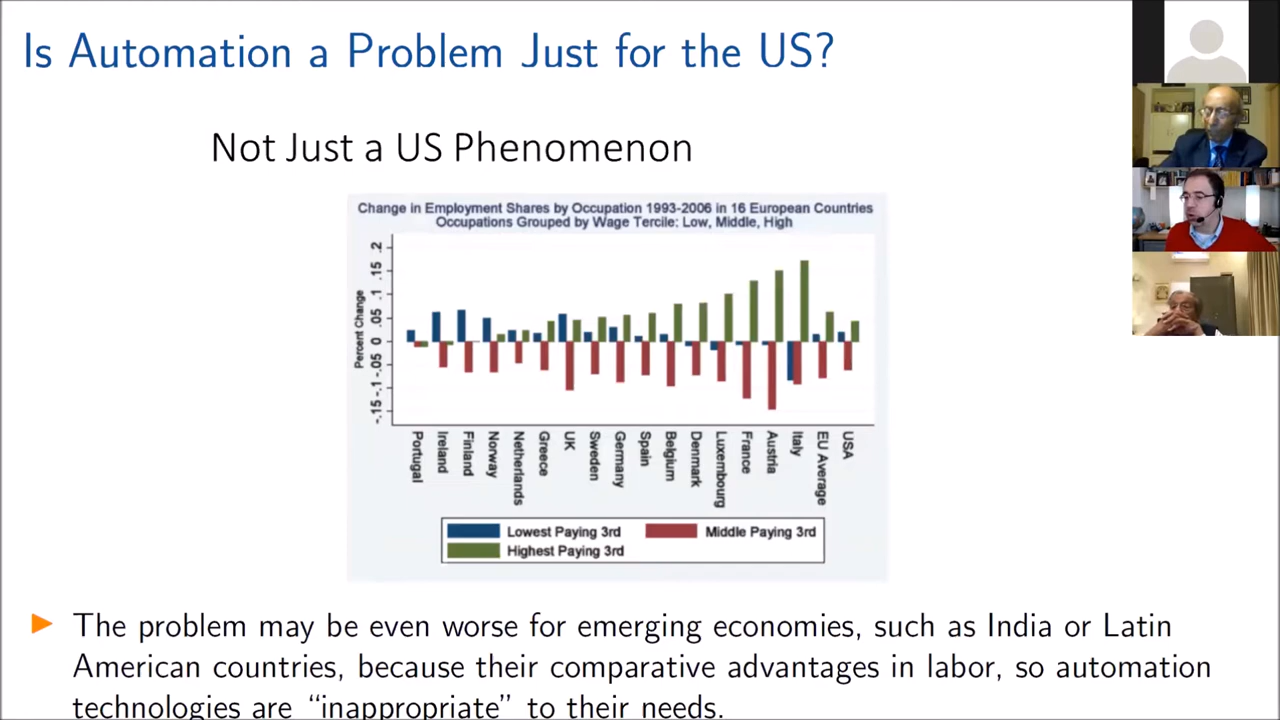 Is Automation a Problem Just for the US?
Not Just a US Phenomenon
Change in Employment Shares by Occupation 1993-2006 in 16 European Countries
Occupations Grouped by Wage Tercile: Low, Middle, High
Percent Change
.2
.15
.1
.05
0
-.05
-.1
-.15
Portugal
Ireland
Finland
Norway
Netherlands
Greece
UK
Sweden
Germany
Spain
Belgium
Denmark
Luxembourg
France
Austria
Italy
EU Average
USA
Lowest Paying 3rd
Middle Paying 3rd
Highest Paying 3rd
The problem may be even worse for emerging economies, such as India or Latin
American countries, because their comparative advantages in labor, so automation
technologies are “inappropriate” to their needs.